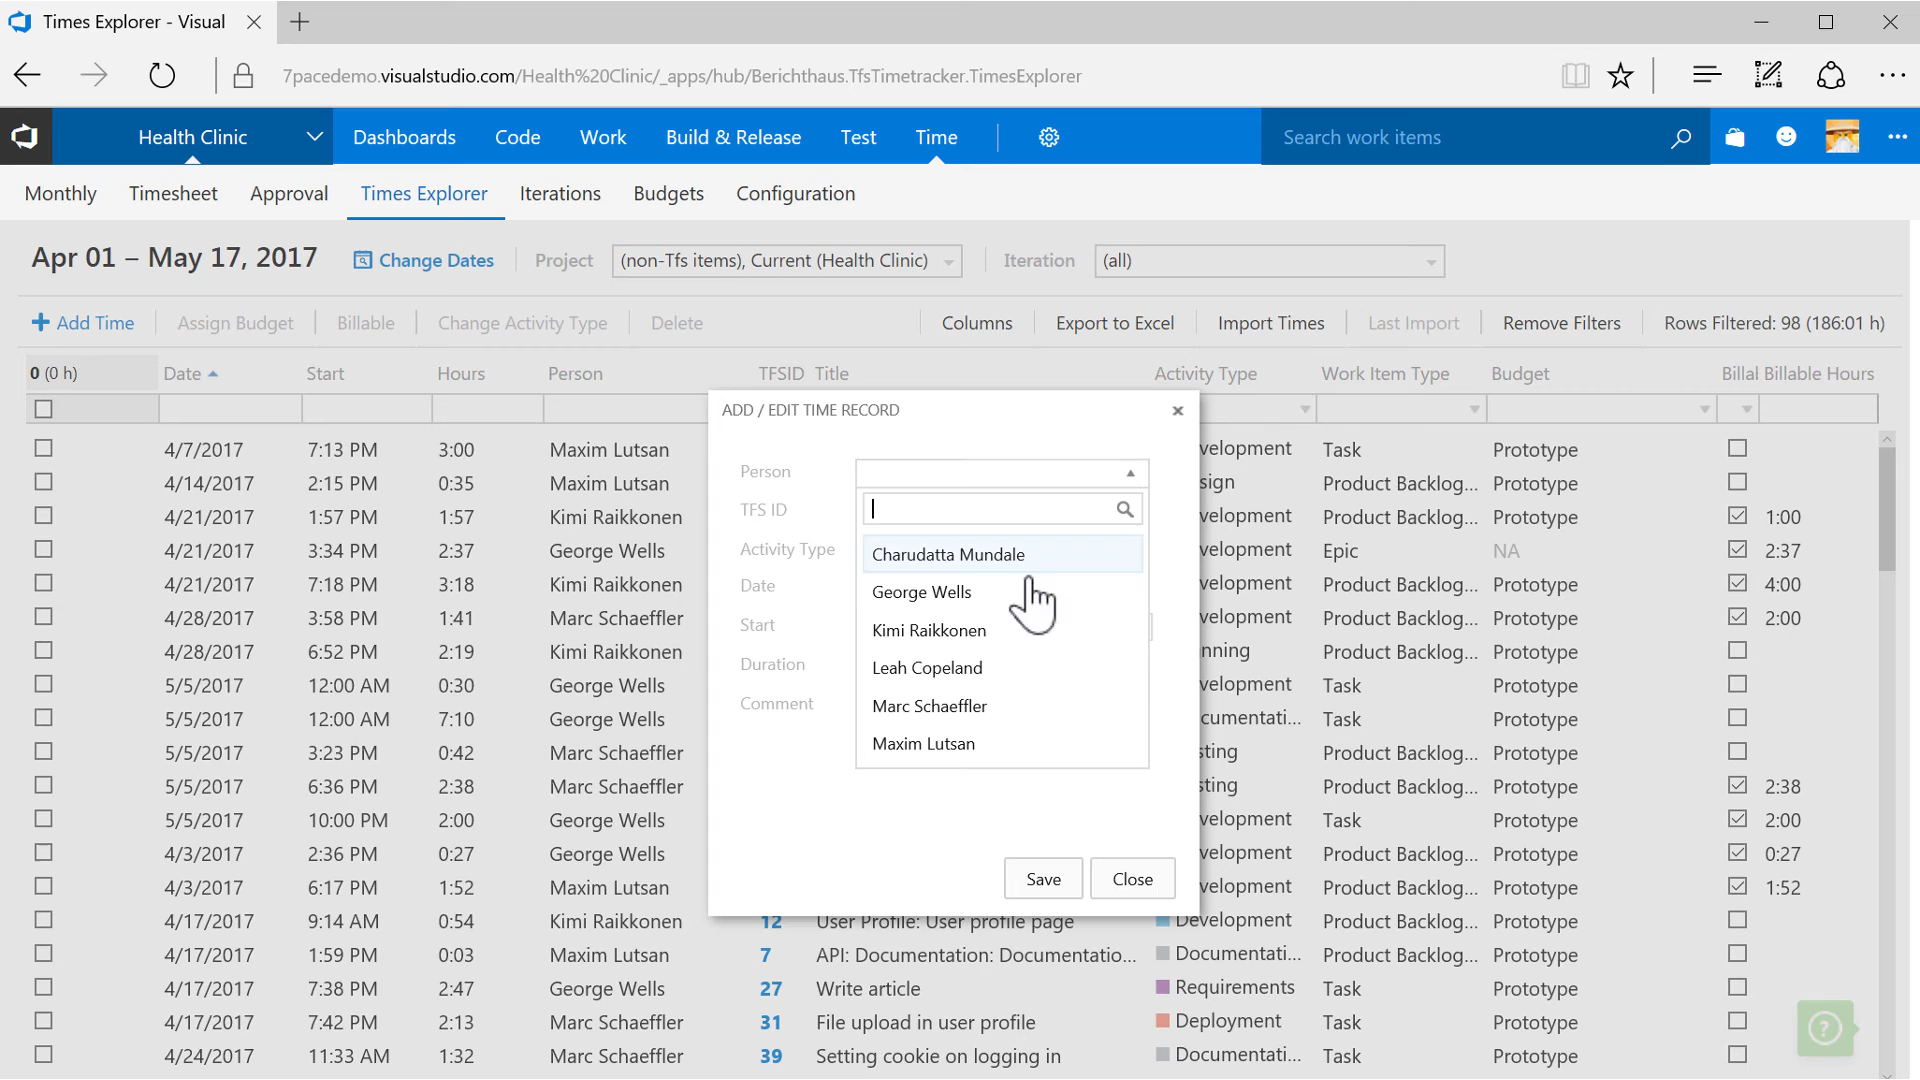 Times Explorer - Visual
7pacedemo.visualstudio.com/Health%20Clinic/_apps/hub/Berichthaus.TfsTimetracker.TimesExplorer
Health Clinic Dashboards Code Work Build & Release Test Time Search work items
Monthly Timesheet Approval Times Explorer Iterations Budgets Configuration
Apr 01 – May 17, 2017 Change Dates Project (non-Tfs items), Current (Health Clinic) Iteration (all)
+ Add Time Assign Budget Billable Change Activity Type Delete Columns Export to Excel Import Times Last Import Remove Filters Rows Filtered: 98 (186:01 h)
0 (0 h) Date Start Hours Person TFSID Title Activity Type Work Item Type Budget Billal Billable Hours
ADD / EDIT TIME RECORD
Person
TFS ID
Activity Type
Date
Start
Duration
Comment
Charudatta Mundale
George Wells
Kimi Raikkonen
Leah Copeland
Marc Schaeffler
Maxim Lutsan
Save Close
4/7/2017 7:13 PM 3:00 Maxim Lutsan velopment Task Prototype
4/14/2017 2:15 PM 0:35 Maxim Lutsan sign Product Backlog... Prototype
4/21/2017 1:57 PM 1:57 Kimi Raikkonen velopment Product Backlog... Prototype 1:00
4/21/2017 3:34 PM 2:37 George Wells velopment Epic NA 2:37
4/21/2017 7:18 PM 3:18 Kimi Raikkonen velopment Product Backlog... Prototype 4:00
4/28/2017 3:58 PM 1:41 Marc Schaeffler velopment Product Backlog... Prototype 2:00
4/28/2017 6:52 PM 2:19 Kimi Raikkonen nning Product Backlog... Prototype
5/5/2017 12:00 AM 0:30 George Wells velopment Task Prototype
5/5/2017 12:00 AM 7:10 George Wells cumentati... Task Prototype
5/5/2017 3:23 PM 0:42 Marc Schaeffler sting Product Backlog... Prototype
5/5/2017 6:36 PM 2:38 Marc Schaeffler sting Product Backlog... Prototype 2:38
5/5/2017 10:00 PM 2:00 George Wells velopment Task Prototype 2:00
4/3/2017 2:36 PM 0:27 George Wells velopment Product Backlog... Prototype 0:27
4/3/2017 6:17 PM 1:52 Maxim Lutsan velopment Product Backlog... Prototype 1:52
4/17/2017 9:14 AM 0:54 Kimi Raikkonen 12 User Profile: User profile page Development Product Backlog... Prototype
4/17/2017 1:59 PM 0:03 Maxim Lutsan 7 API: Documentation: Documentatio... Documentati... Product Backlog... Prototype
4/17/2017 7:38 PM 2:47 George Wells 27 Write article Requirements Task Prototype
4/17/2017 7:42 PM 2:13 Marc Schaeffler 31 File upload in user profile Deployment Task Prototype
4/24/2017 11:33 AM 1:32 Marc Schaeffler 39 Setting cookie on logging in Documentati... Task Prototype
?